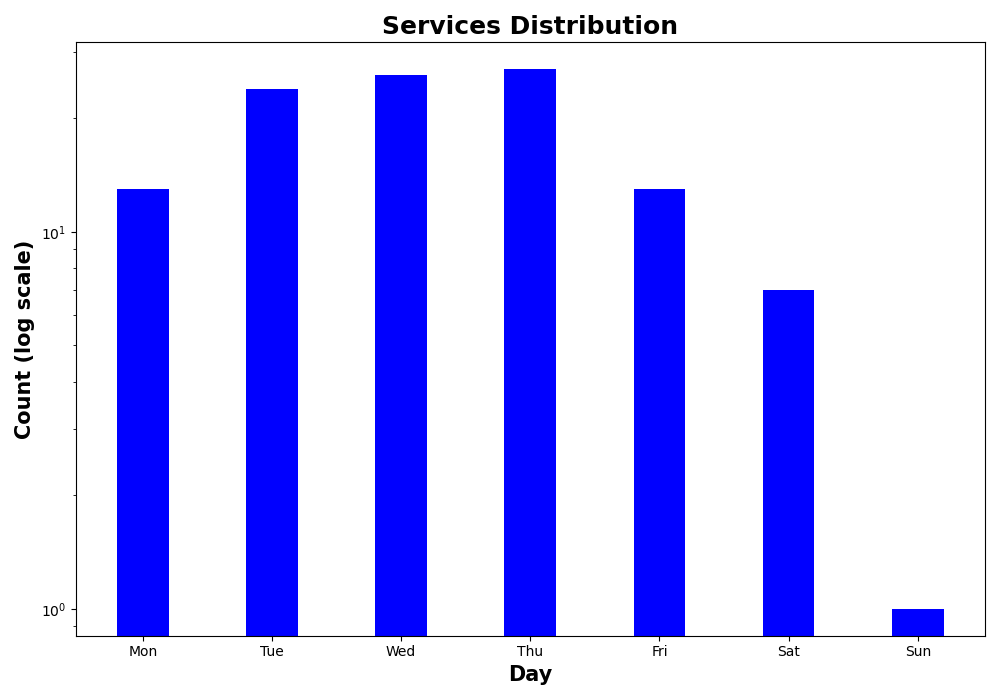 Services Distribution
Count (log scale)
10¹
10⁰
Mon Tue Wed Thu Fri Sat Sun
Day